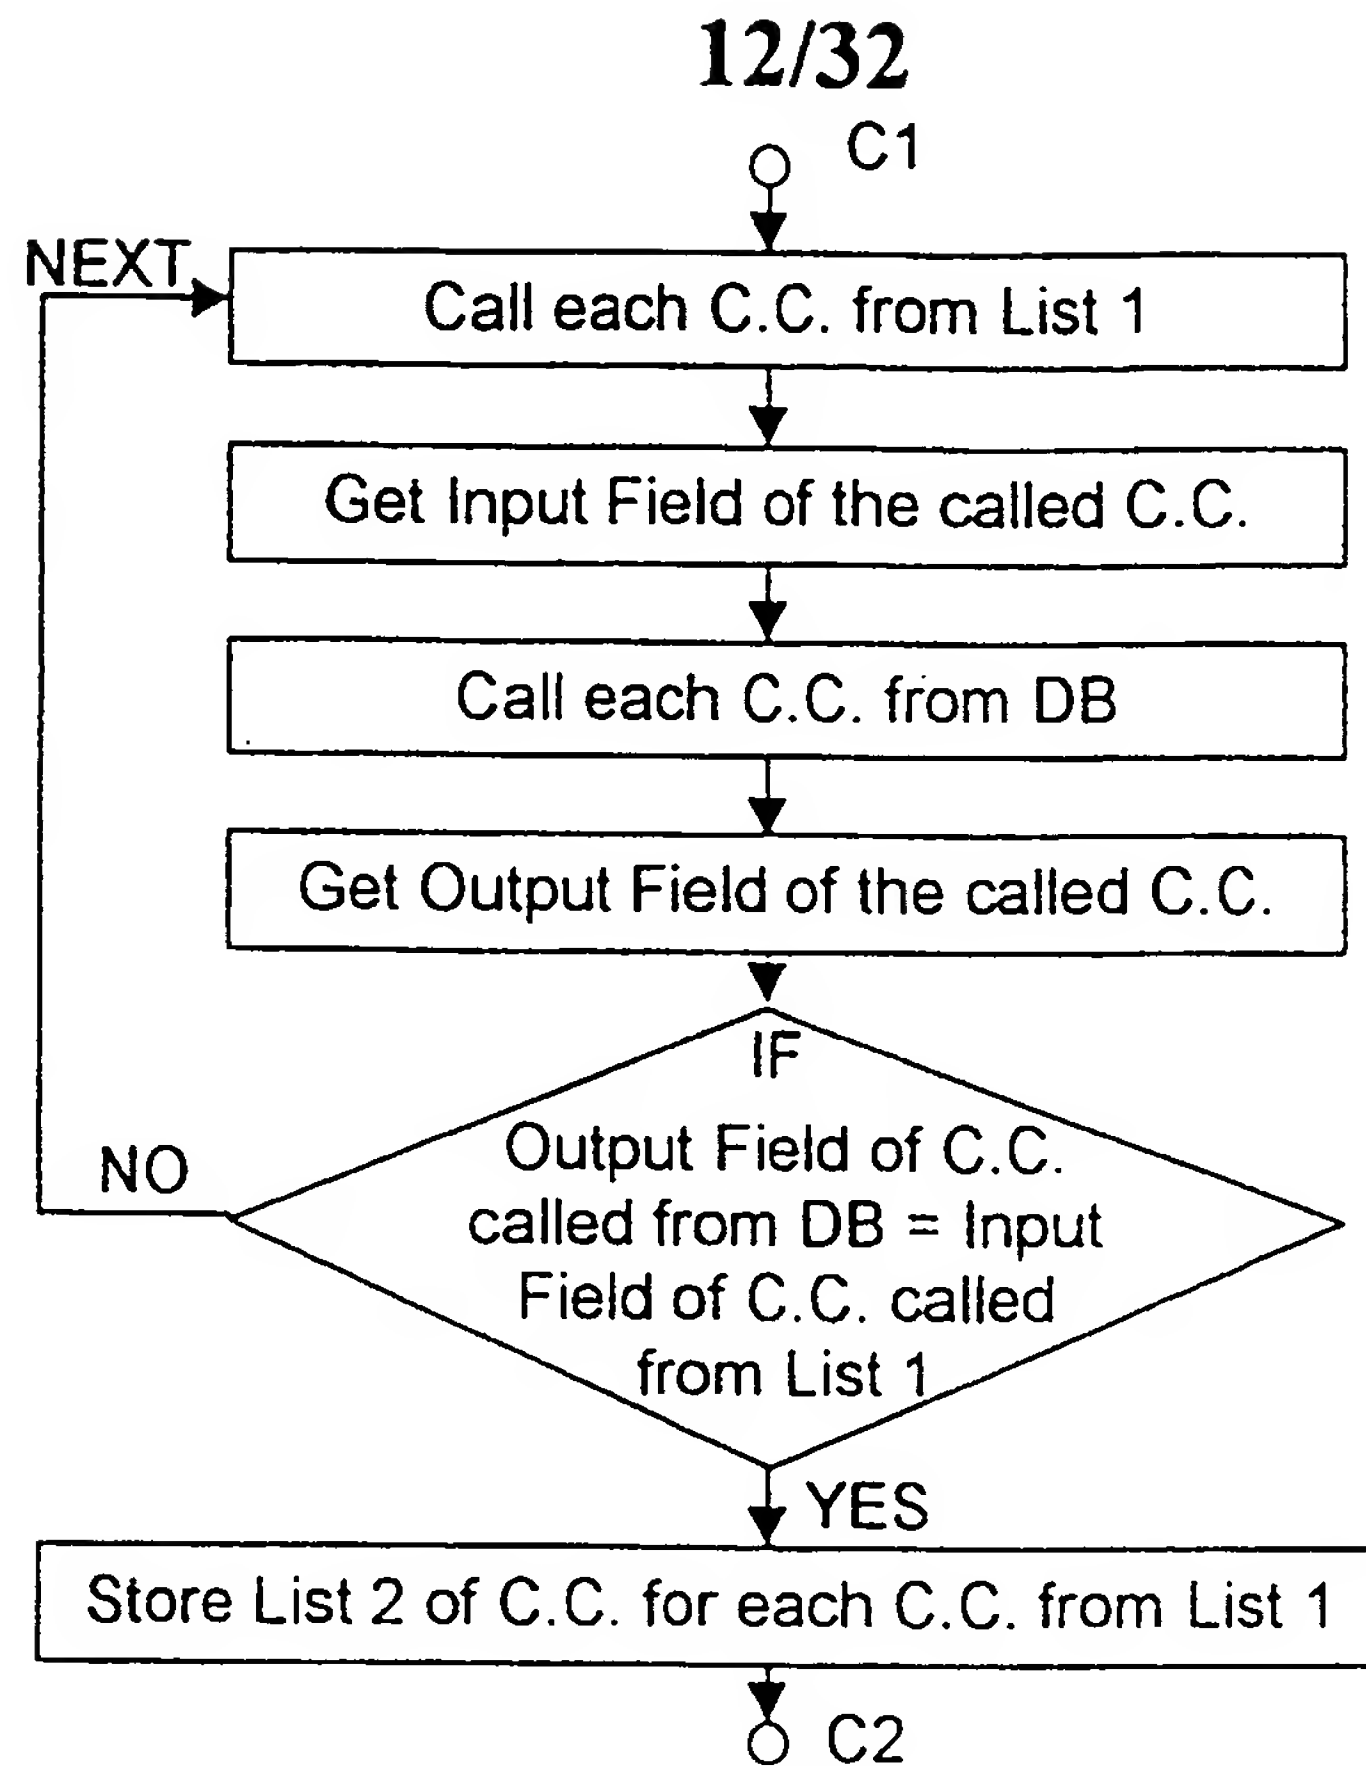 12/32
C1
NEXT
Call each C.C. from List 1
Get Input Field of the called C.C.
Call each C.C. from DB
Get Output Field of the called C.C.
IF
Output Field of C.C.
called from DB = Input
Field of C.C. called
from List 1
NO
YES
Store List 2 of C.C. for each C.C. from List 1
C2